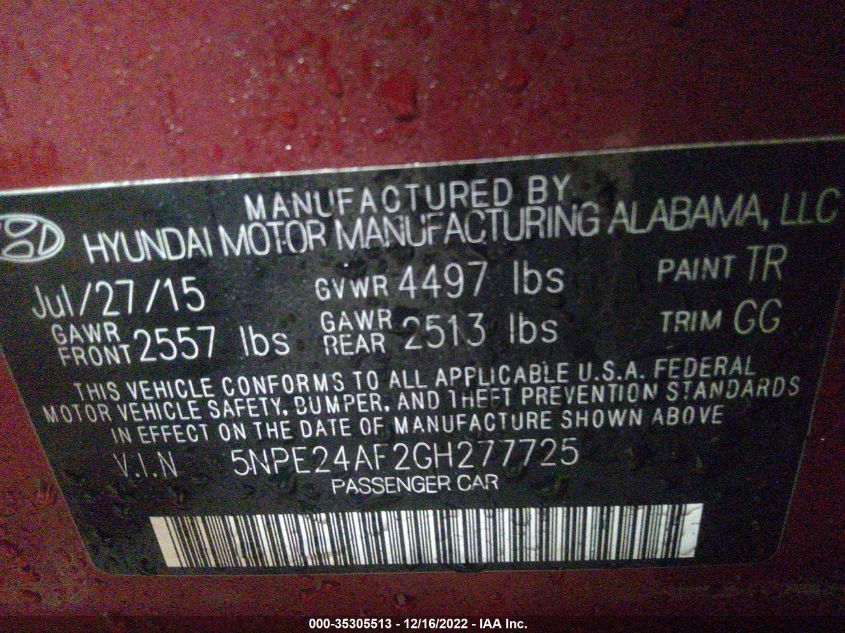 MANUFACTURED BY
HYUNDAI MOTOR MANUFACTURING ALABAMA, LLC
Jul/27/15 GVWR 4497 lbs PAINT TR
GAWR FRONT 2557 lbs GAWR REAR 2513 lbs TRIM GG
THIS VEHICLE CONFORMS TO ALL APPLICABLE U.S.A. FEDERAL
MOTOR VEHICLE SAFETY, BUMPER, AND THEFT PREVENTION STANDARDS
IN EFFECT ON THE DATE OF MANUFACTURE SHOWN ABOVE
V.I.N 5NPE24AF2GH277725
PASSENGER CAR
000-35305513 - 12/16/2022 - IAA Inc.